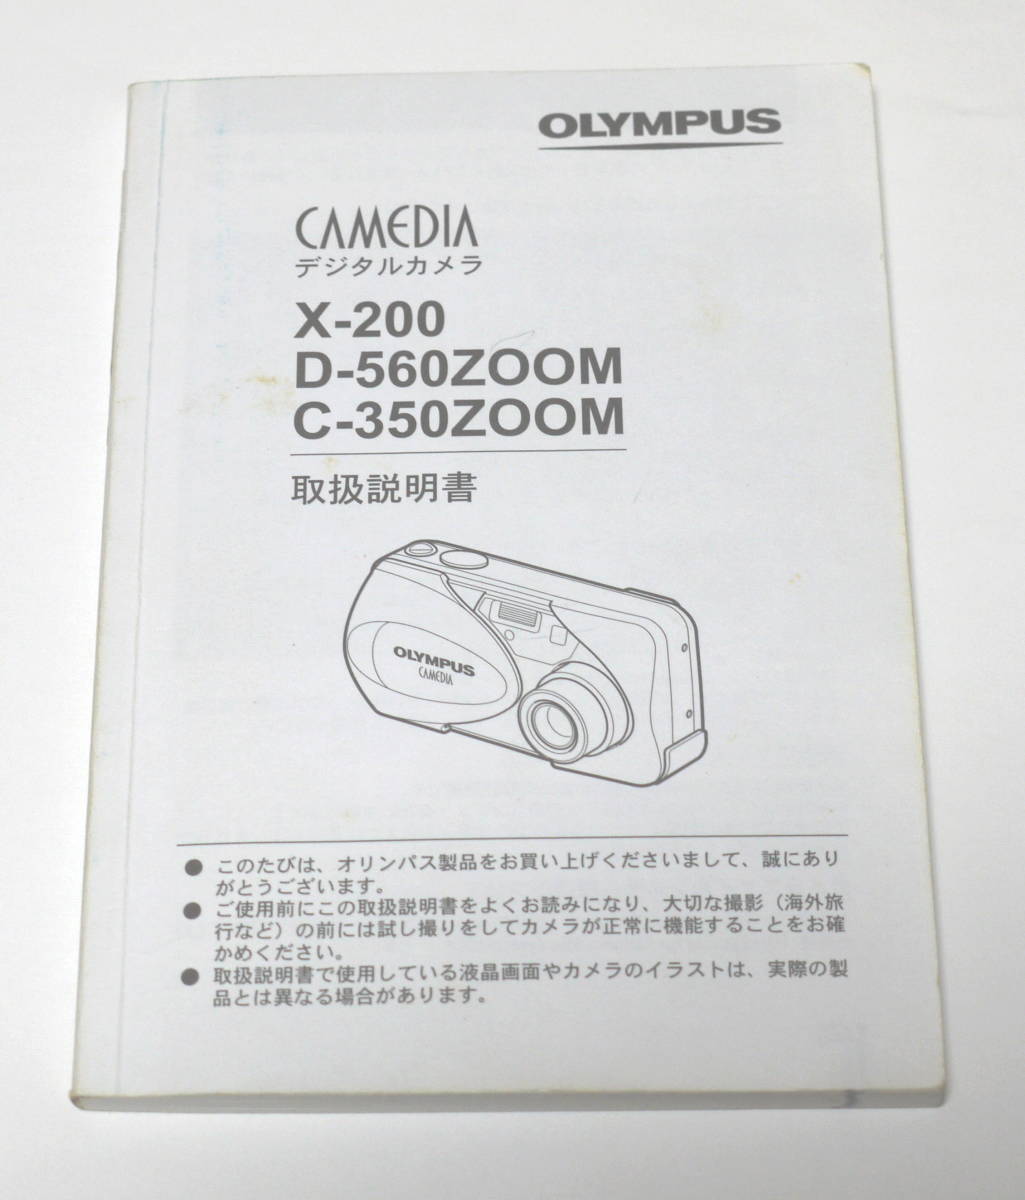 OLYMPUS
CAMEDIA
デジタルカメラ
X-200
D-560ZOOM
C-350ZOOM
取扱説明書
OLYMPUS
CAMEDIA
● このたびは、オリンパス製品をお買い上げくださいまして、誠にあり
がとうございます。
● ご使用前にこの取扱説明書をよくお読みになり、大切な撮影（海外旅
行など）の前には試し撮りをしてカメラが正常に機能することをお確
かめください。
● 取扱説明書で使用している液晶画面やカメラのイラストは、実際の製
品とは異なる場合があります。